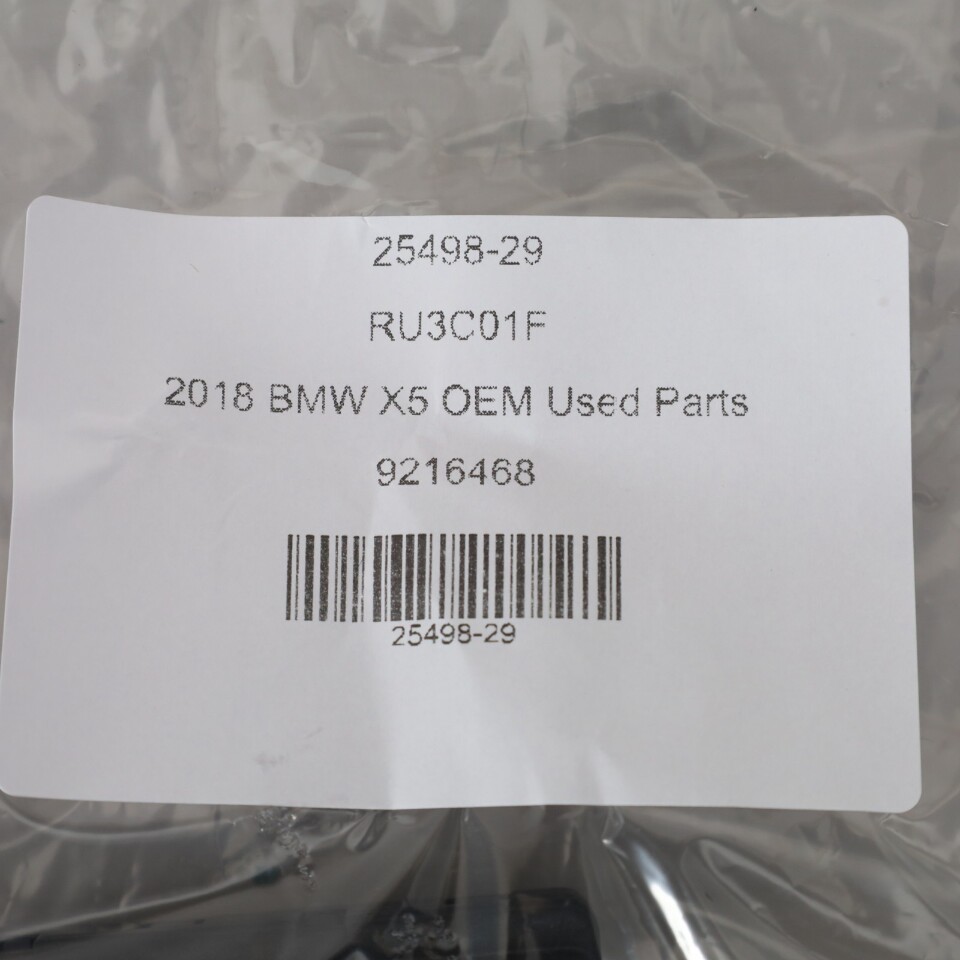 25498-29
RU3C01F
2018 BMW X5 OEM Used Parts
9216468
25498-29